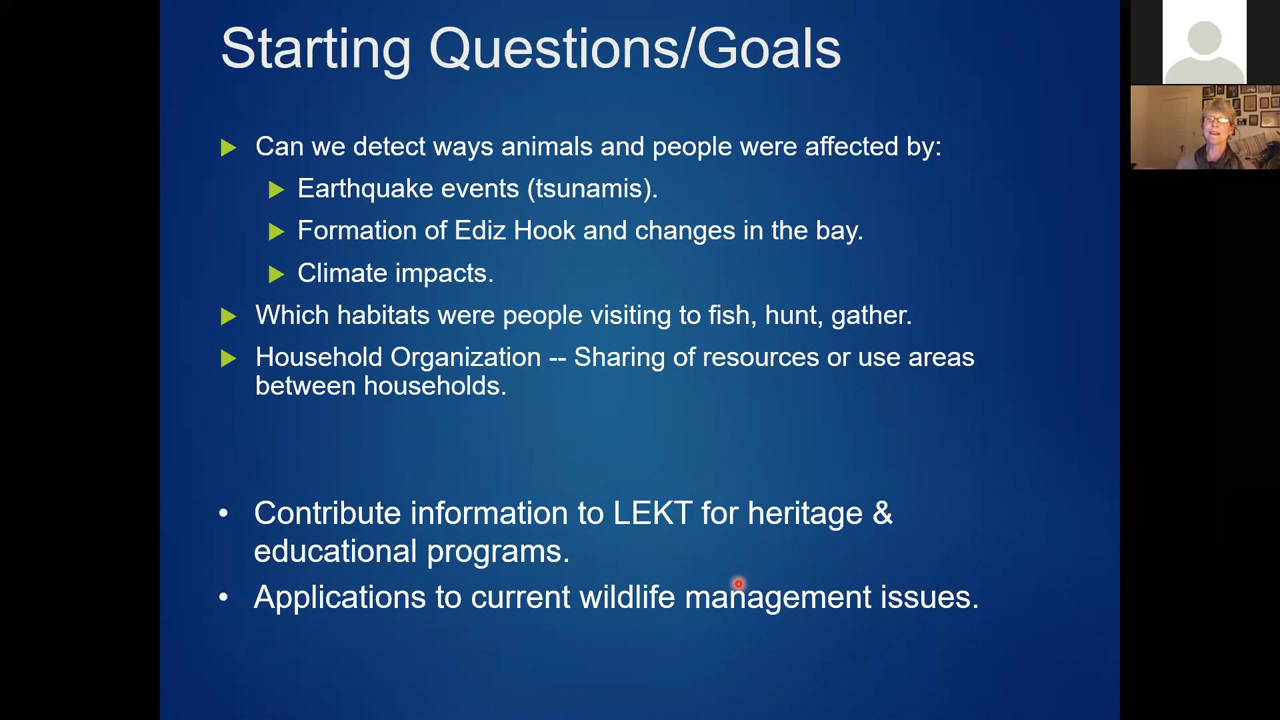 Starting Questions/Goals
Can we detect ways animals and people were affected by:
Earthquake events (tsunamis).
Formation of Ediz Hook and changes in the bay.
Climate impacts.
Which habitats were people visiting to fish, hunt, gather.
Household Organization -- Sharing of resources or use areas
between households.
• Contribute information to LEKT for heritage &
educational programs.
• Applications to current wildlife management issues.